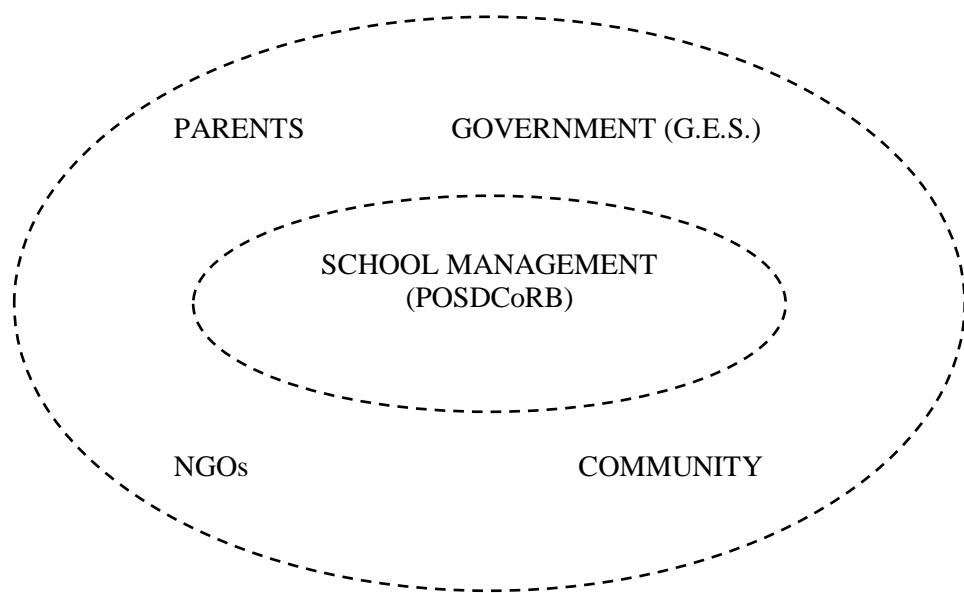 PARENTS GOVERNMENT (G.E.S.)
SCHOOL MANAGEMENT
(POSDCoRB)
NGOs COMMUNITY